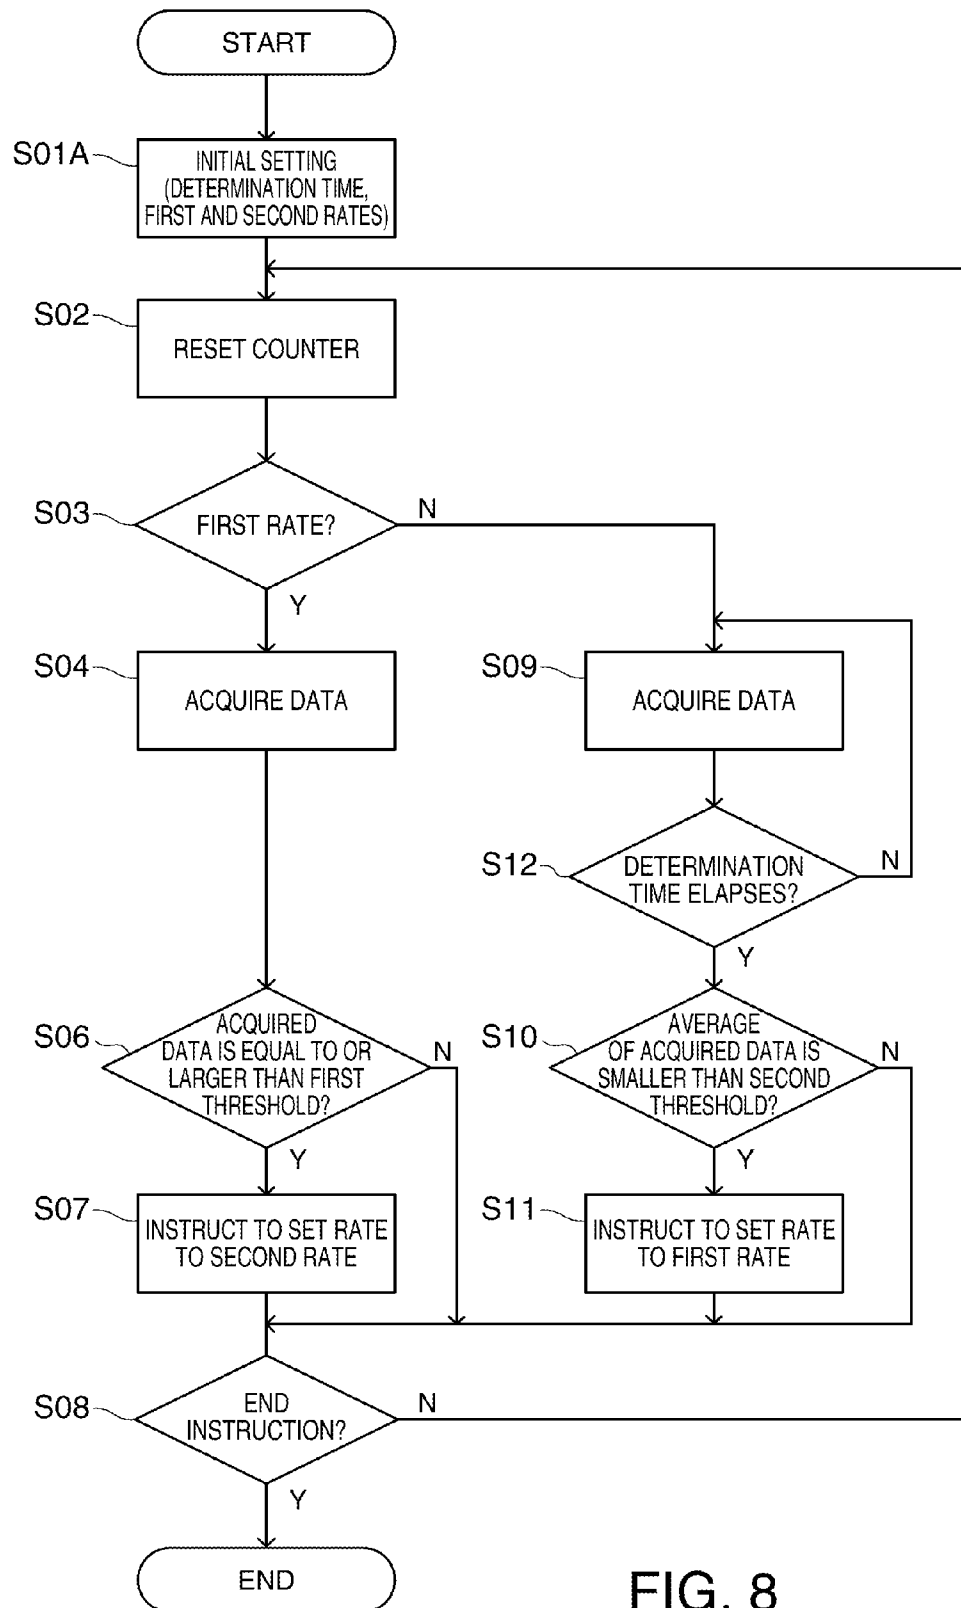 START
S01A
INITIAL SETTING
(DETERMINATION TIME,
FIRST AND SECOND RATES)
S02
RESET COUNTER
S03
FIRST RATE?
N
Y
S04
ACQUIRE DATA
S09
ACQUIRE DATA
S12
DETERMINATION
TIME ELAPSES?
N
Y
S06
ACQUIRED
DATA IS EQUAL TO OR
LARGER THAN FIRST
THRESHOLD?
N
Y
S10
AVERAGE
OF ACQUIRED DATA IS
SMALLER THAN SECOND
THRESHOLD?
N
Y
S07
INSTRUCT TO SET RATE
TO SECOND RATE
S11
INSTRUCT TO SET RATE
TO FIRST RATE
S08
END
INSTRUCTION?
N
Y
END
FIG. 8